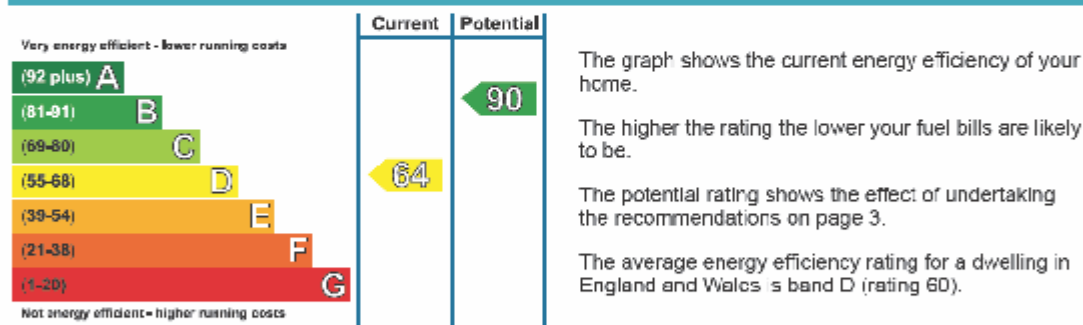 Current Potential
Very energy efficient - lower running costs
(92 plus) A
(81-91) B
(69-80) C
(55-68) D
(39-54) E
(21-38) F
(1-20) G
Not energy efficient - higher running costs
64
90
The graph shows the current energy efficiency of your
home.
The higher the rating the lower your fuel bills are likely
to be.
The potential rating shows the effect of undertaking
the recommendations on page 3.
The average energy efficiency rating for a dwelling in
England and Wales is band D (rating 60).